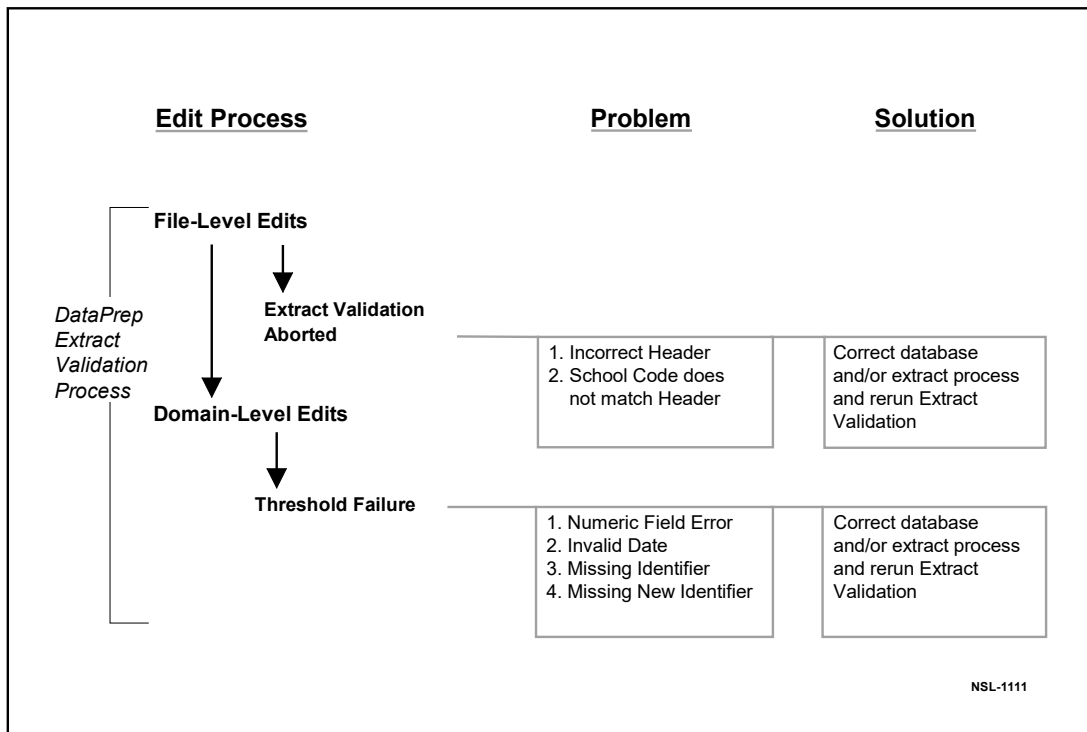 Edit Process
Problem
Solution
File-Level Edits
DataPrep
Extract
Validation
Process
Extract Validation
Aborted
1. Incorrect Header
2. School Code does
not match Header
Correct database
and/or extract process
and rerun Extract
Validation
Domain-Level Edits
Threshold Failure
1. Numeric Field Error
2. Invalid Date
3. Missing Identifier
4. Missing New Identifier
Correct database
and/or extract process
and rerun Extract
Validation
NSL-1111